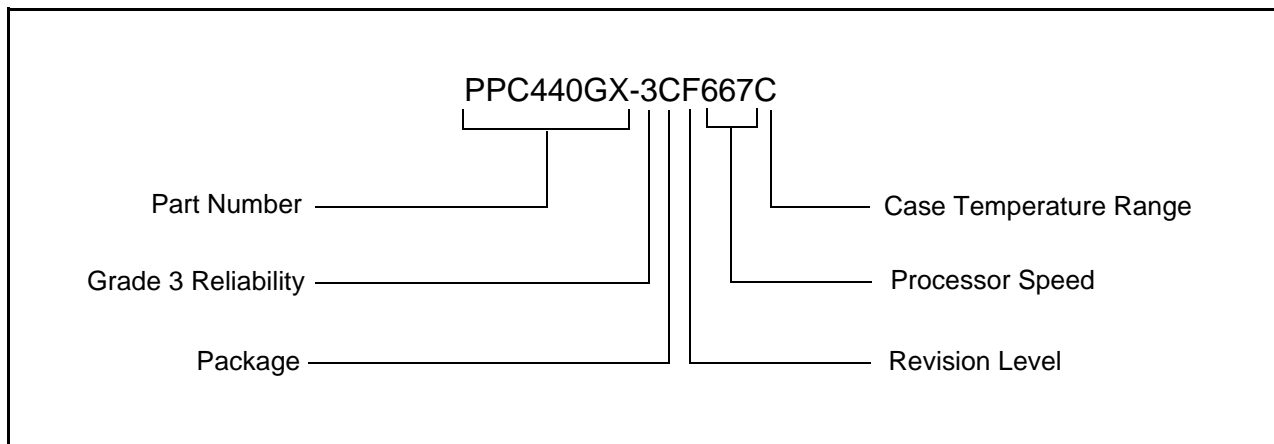 PPC440GX-3CF667C
Part Number
Case Temperature Range
Grade 3 Reliability
Processor Speed
Package
Revision Level